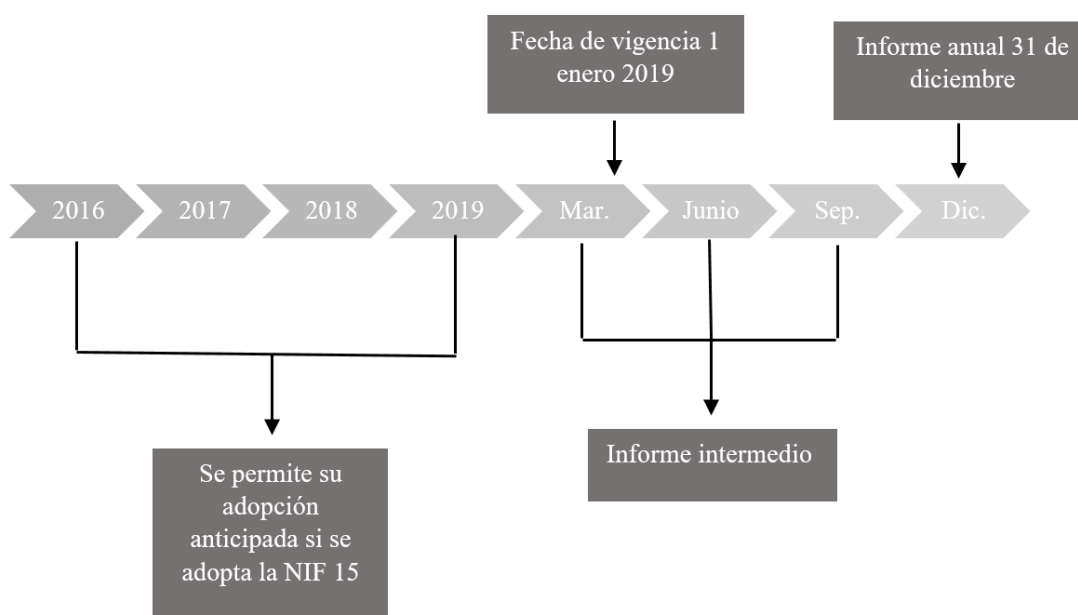 Fecha de vigencia 1
enero 2019
Informe anual 31 de
diciembre
2016
2017
2018
2019
Mar.
Junio
Sep.
Dic.
Se permite su
adopción
anticipada si se
adopta la NIF 15
Informe intermedio